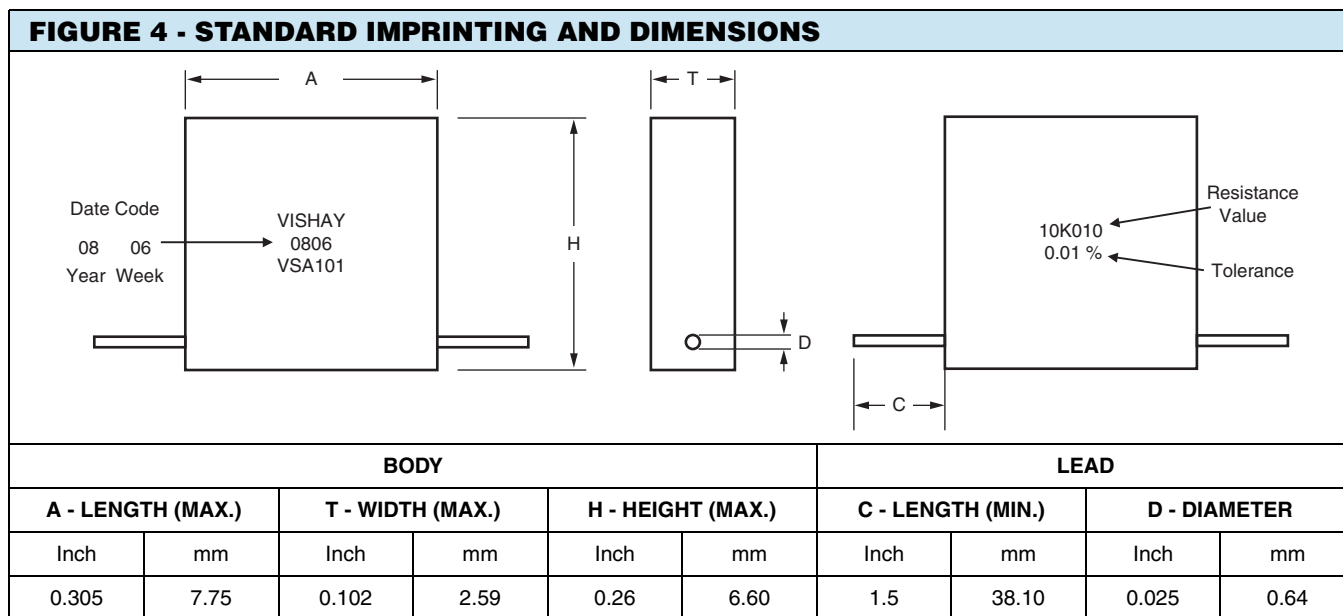 FIGURE 4 - STANDARD IMPRINTING AND DIMENSIONS
A
T
Date Code
08 06
Year Week
VISHAY
0806
VSA101
H
D
10K010
0.01 %
Resistance
Value
Tolerance
C
BODY LEAD
A - LENGTH (MAX.) T - WIDTH (MAX.) H - HEIGHT (MAX.) C - LENGTH (MIN.) D - DIAMETER
Inch mm Inch mm Inch mm Inch mm Inch mm
0.305 7.75 0.102 2.59 0.26 6.60 1.5 38.10 0.025 0.64